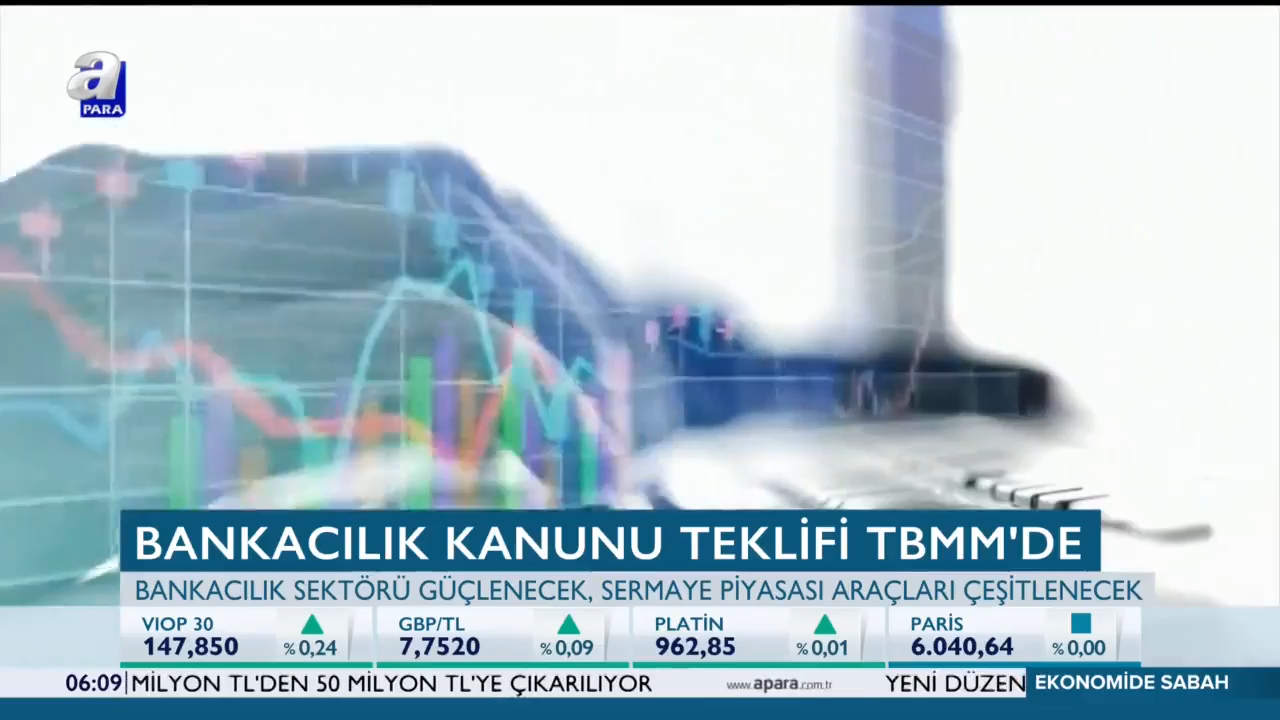 a
PARA
BANKACILIK KANUNU TEKLİFİ TBMM'DE
BANKACILIK SEKTÖRÜ GÜÇLENECEK, SERMAYE PİYASASI ARAÇLARI ÇEŞİTLENECEK
VIOP 30
147,850
%0,24
GBP/TL
7,7520
%0,09
PLATİN
962,85
%0,01
PARİS
6.040,64
%0,00
06:09 MİLYON TL'DEN 50 MİLYON TL'YE ÇIKARILIYOR www.apara.com.tr YENİ DÜZEN EKONOMİDE SABAH